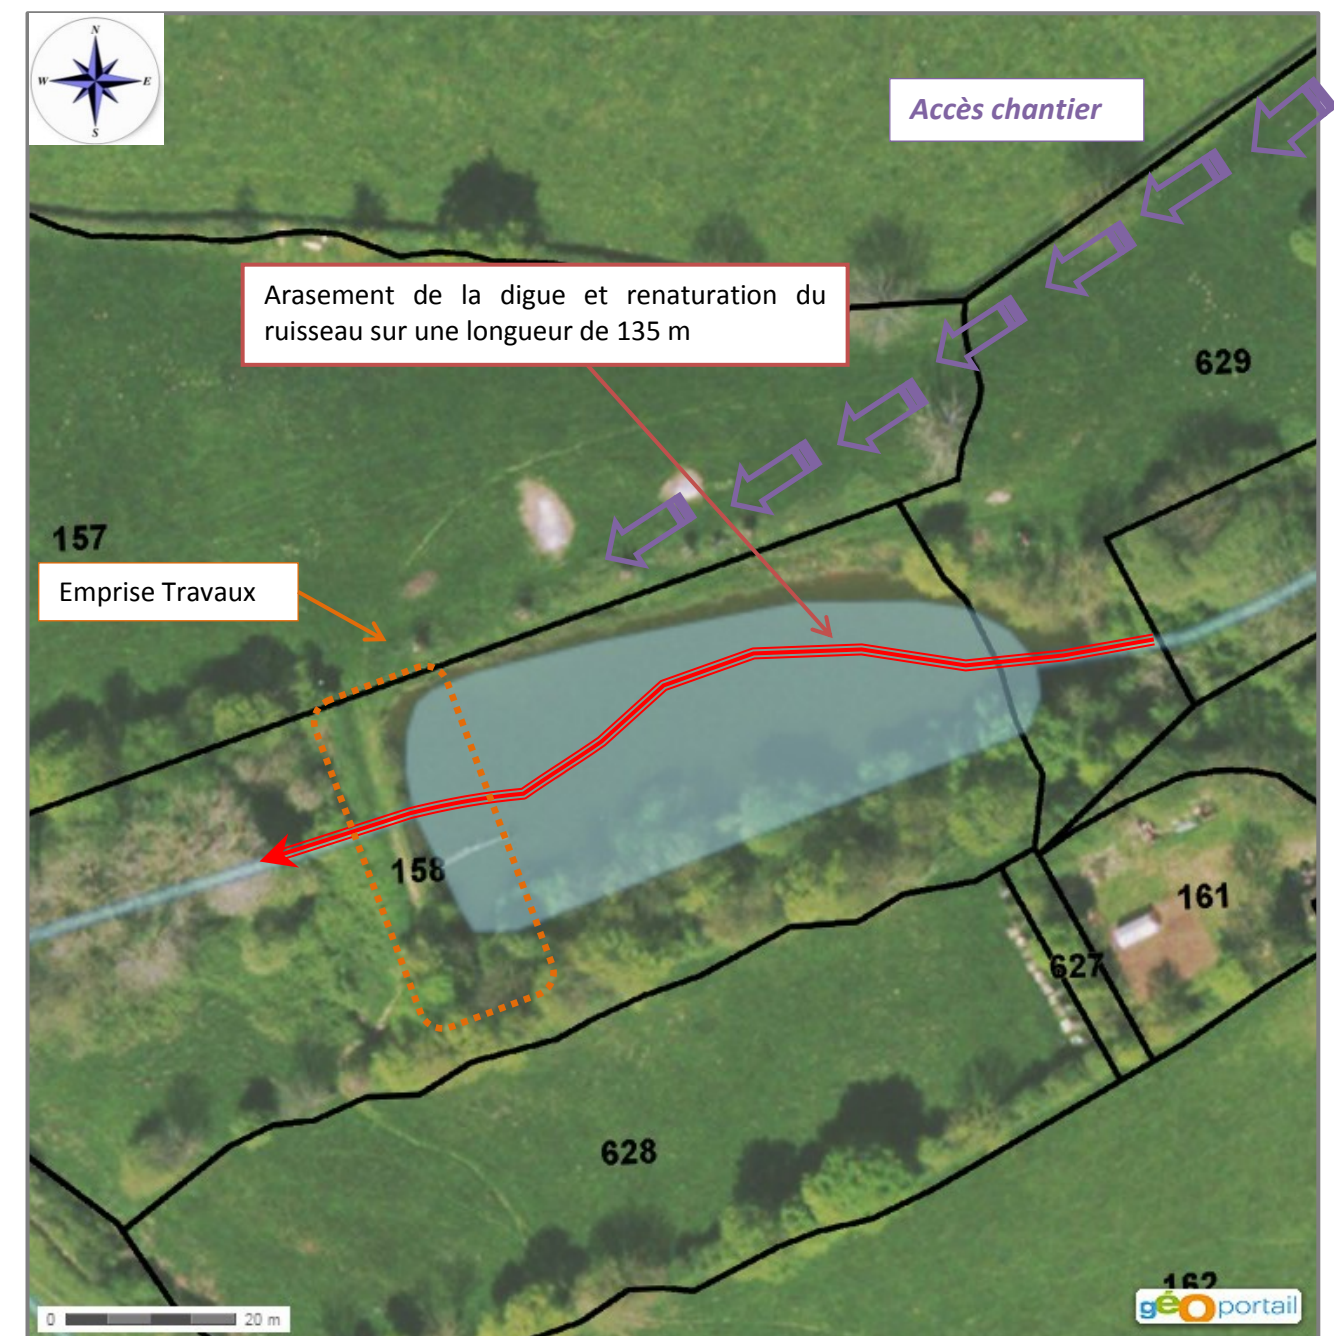 N
W E
S
Accès chantier
Arasement de la digue et renaturation du
ruisseau sur une longueur de 135 m
629
157
Emprise Travaux
158
161
627
628
162
0 20 m
géoportail